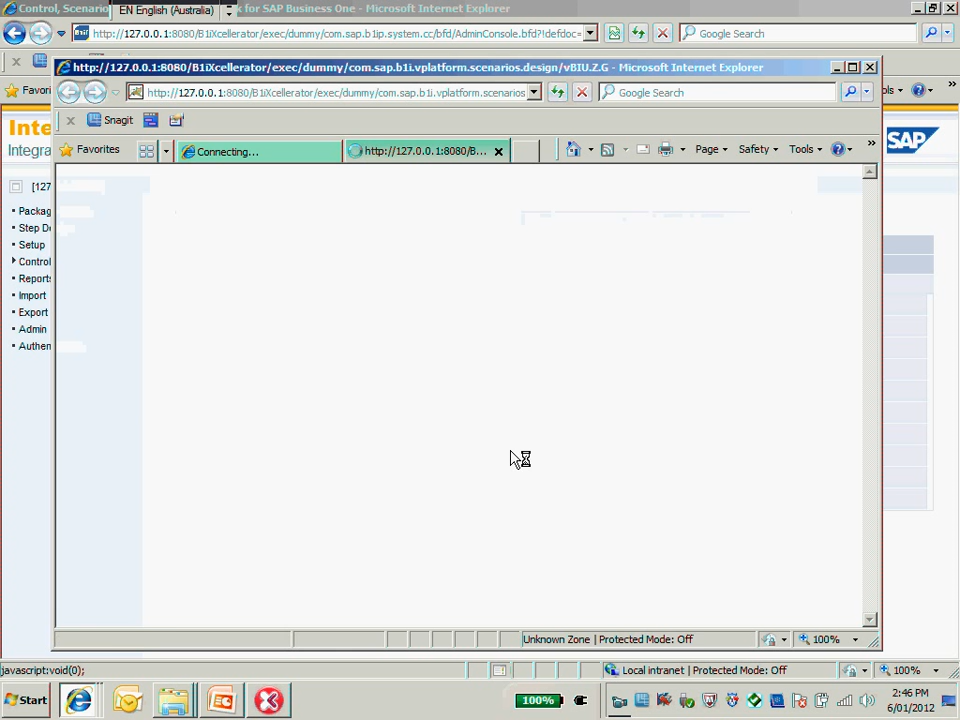 Control, Scenario
EN English (Australia)
k for SAP Business One - Microsoft Internet Explorer
http://127.0.0.1:8080/B1iXcellerator/exec/dummy/com.sap.b1ip.system.cc/bfd/AdminConsole.bfd?!defdoc=
Google Search
http://127.0.0.1:8080/B1iXcellerator/exec/dummy/com.sap.b1i.vplatform.scenarios.design/vBIU.Z.G - Microsoft Internet Explorer
Favori
ols
http://127.0.0.1:8080/B1iXcellerator/exec/dummy/com.sap.b1i.vplatform.scenarios
Google Search
Snagit
Inte
Integra
SAP
Favorites
Connecting...
http://127.0.0.1:8080/B...
Page
Safety
Tools
[127
Packag
Step De
Setup
Control
Reports
Import
Export
Admin
Authen
Unknown Zone | Protected Mode: Off
100%
javascript:void(0);
Local intranet | Protected Mode: Off
100%
Start
100%
2:46 PM
6/01/2012